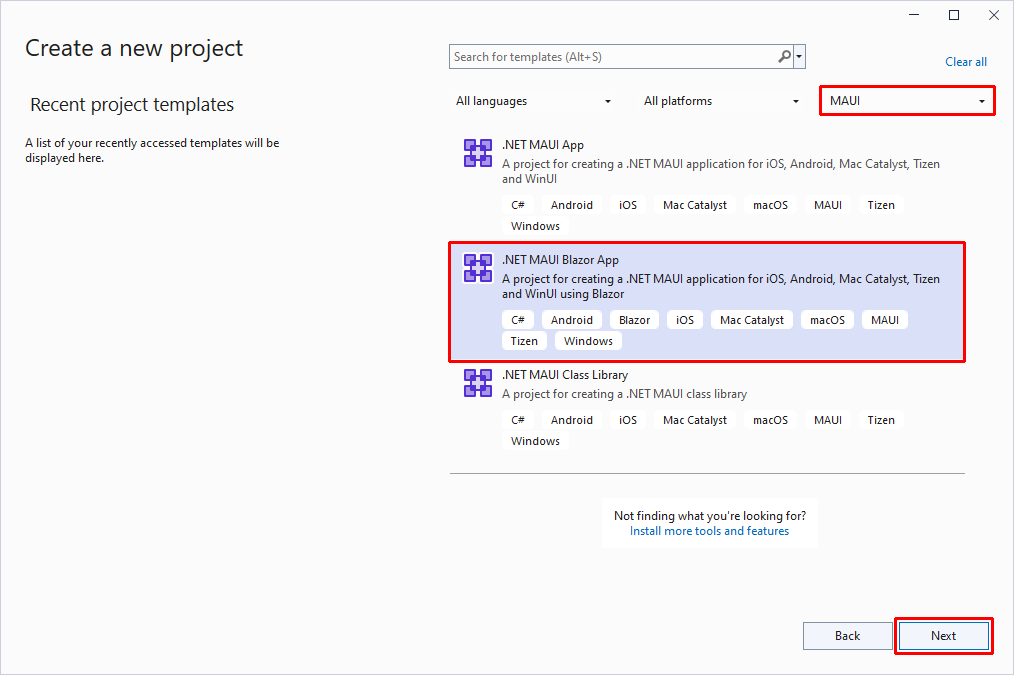 Create a new project
Recent project templates
A list of your recently accessed templates will be
displayed here.
Search for templates (Alt+S)
Clear all
All languages
All platforms
MAUI
.NET MAUI App
A project for creating a .NET MAUI application for iOS, Android, Mac Catalyst, Tizen
and WinUI
C# Android iOS Mac Catalyst macOS MAUI Tizen
Windows
.NET MAUI Blazor App
A project for creating a .NET MAUI application for iOS, Android, Mac Catalyst, Tizen
and WinUI using Blazor
C# Android Blazor iOS Mac Catalyst macOS MAUI
Tizen Windows
.NET MAUI Class Library
A project for creating a .NET MAUI class library
C# Android iOS Mac Catalyst macOS MAUI Tizen
Windows
Not finding what you're looking for?
Install more tools and features
Back
Next